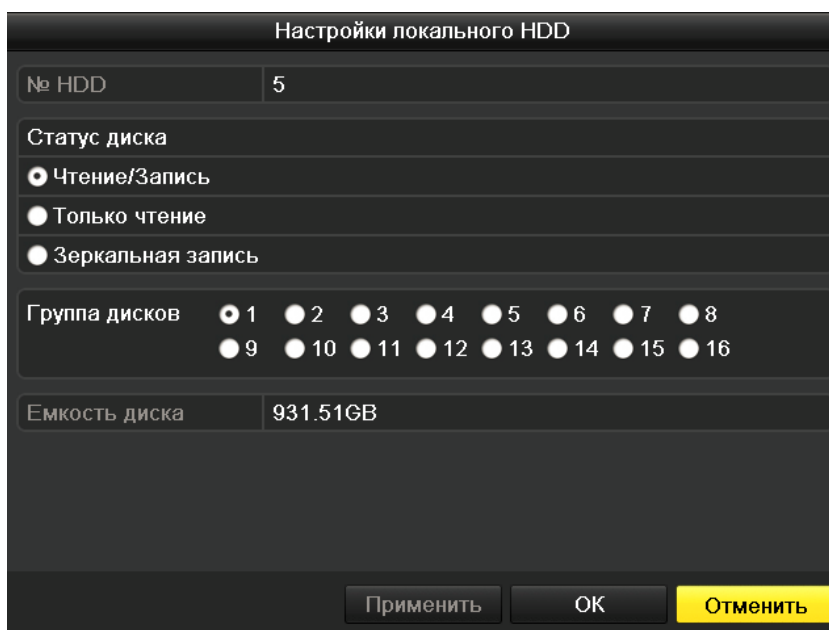 Настройки локального HDD
№ HDD 5
Статус диска
Чтение/Запись
Только чтение
Зеркальная запись
Группа дисков 1 2 3 4 5 6 7 8
9 10 11 12 13 14 15 16
Емкость диска 931.51GB
Применить OK Отменить